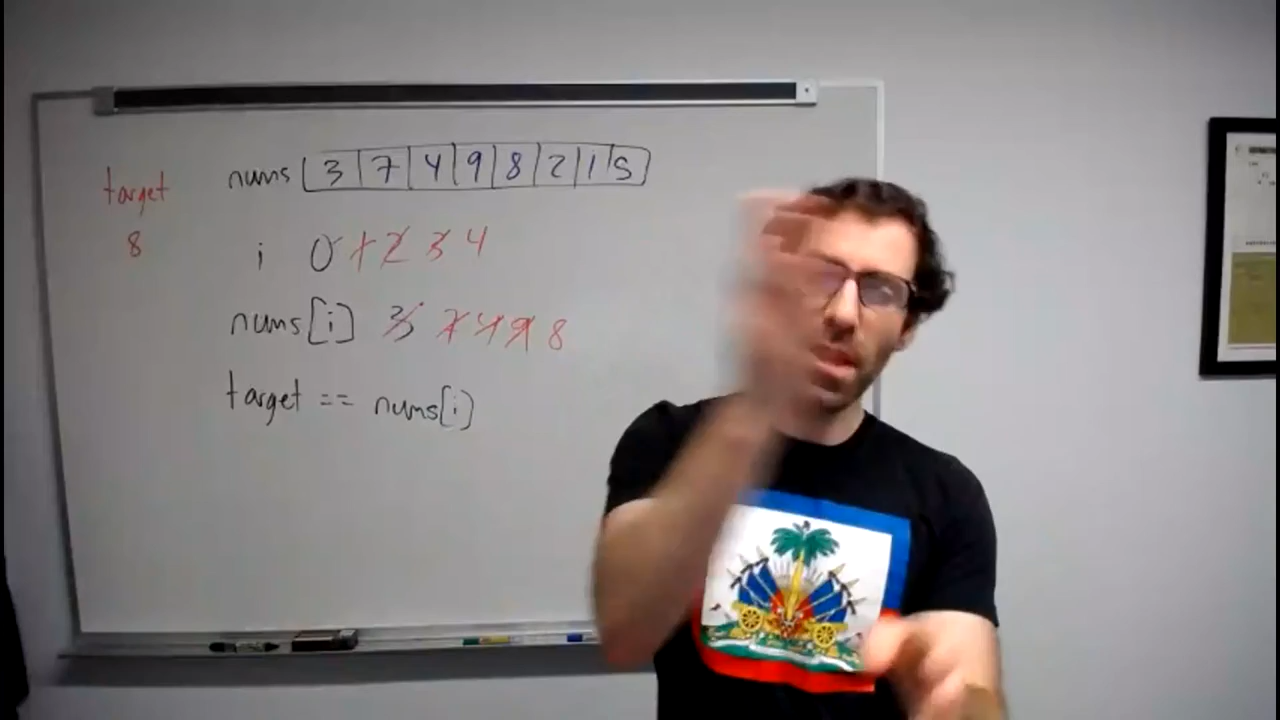 target
8
nums 3 7 4 9 8 2 1 5
i 0 1 2 3 4
nums[i] 3 7 4 9 8
target == nums[i]